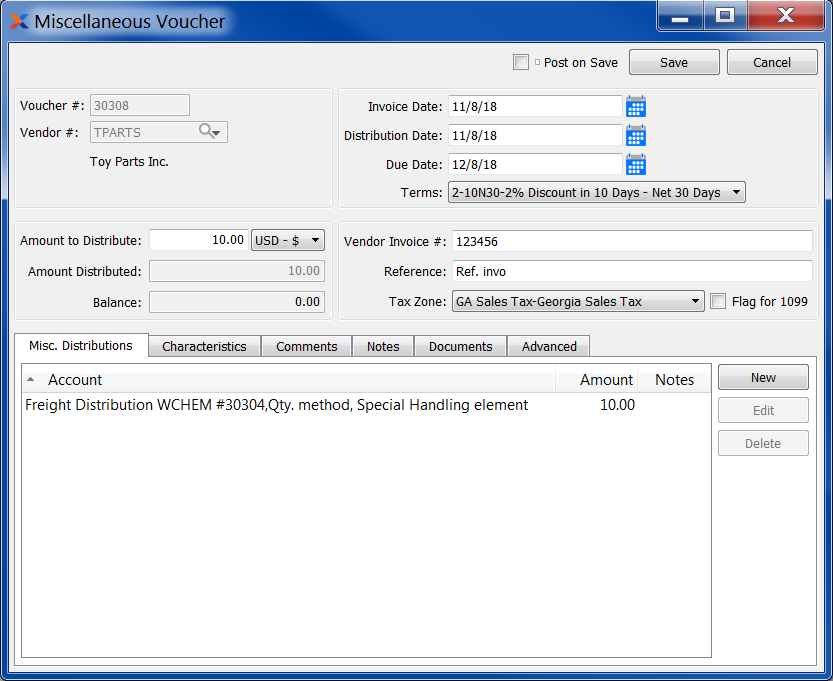 Miscellaneous Voucher
Post on Save Save Cancel
Voucher #: 30308
Vendor #: TPARTS
Toy Parts Inc.
Invoice Date: 11/8/18
Distribution Date: 11/8/18
Due Date: 12/8/18
Terms: 2-10N30-2% Discount in 10 Days - Net 30 Days
Amount to Distribute: 10.00 USD - $
Amount Distributed: 10.00
Balance: 0.00
Vendor Invoice #: 123456
Reference: Ref. invo
Tax Zone: GA Sales Tax-Georgia Sales Tax Flag for 1099
Misc. Distributions Characteristics Comments Notes Documents Advanced
Account Amount Notes
Freight Distribution WCHEM #30304,Qty. method, Special Handling element 10.00
New
Edit
Delete